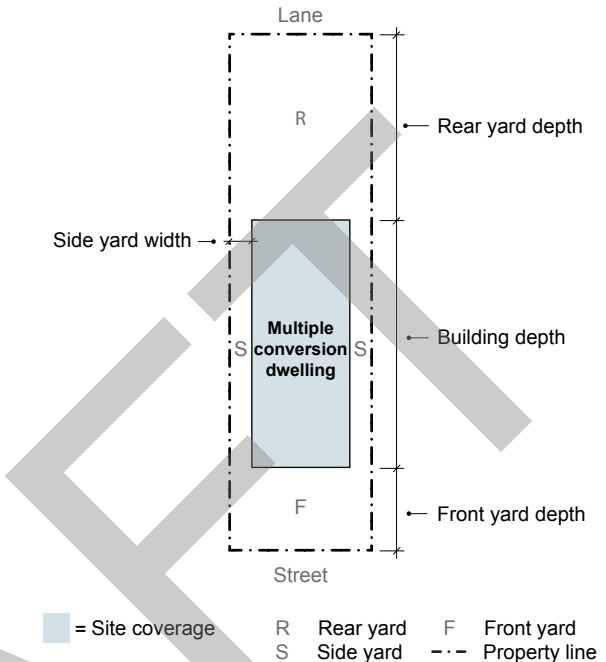 Lane
R
Rear yard depth
Side yard width
S
Multiple
conversion
dwelling
S
Building depth
F
Front yard depth
Street
= Site coverage
R Rear yard
F Front yard
S Side yard
Property line